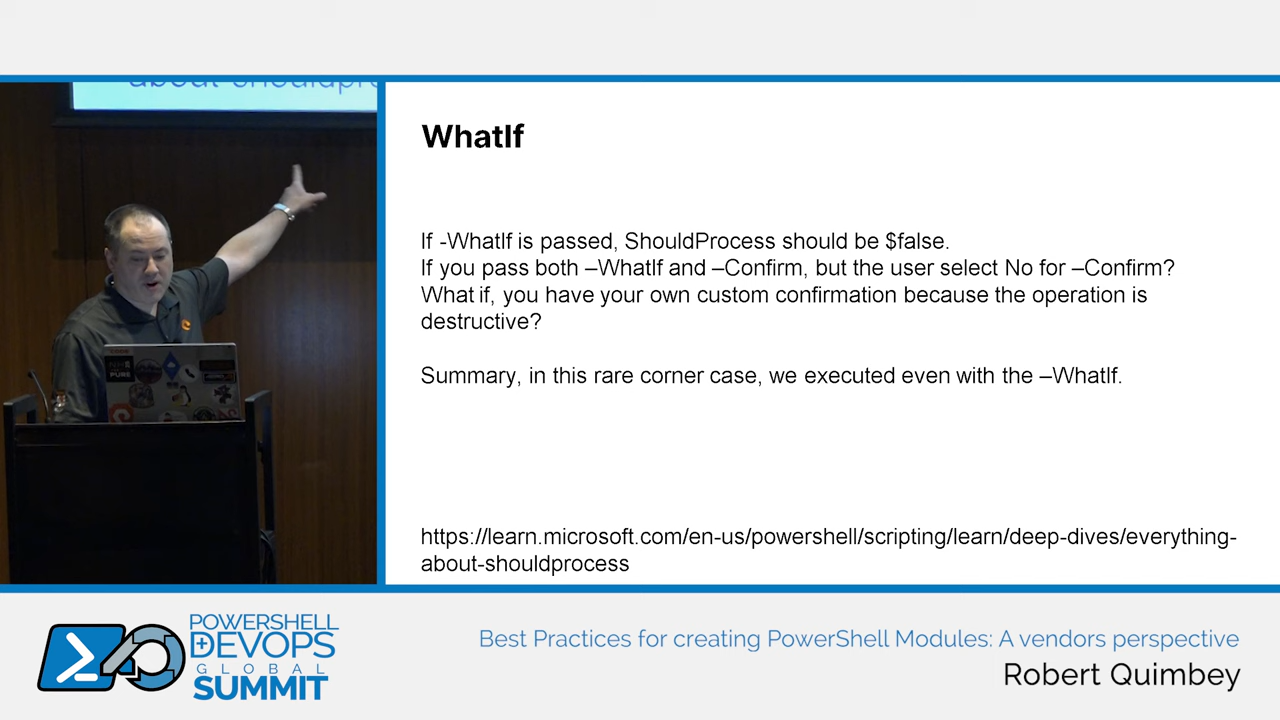 about-shouldpr
WhatIf
If -WhatIf is passed, ShouldProcess should be $false.
If you pass both –WhatIf and –Confirm, but the user select No for –Confirm?
What if, you have your own custom confirmation because the operation is
destructive?
Summary, in this rare corner case, we executed even with the –WhatIf.
https://learn.microsoft.com/en-us/powershell/scripting/learn/deep-dives/everything-
about-shouldprocess
POWERSHELL
DEVOPS
GLOBAL
SUMMIT
Best Practices for creating PowerShell Modules: A vendors perspective
Robert Quimbey